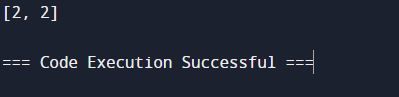 [2, 2]
=== Code Execution Successful ===